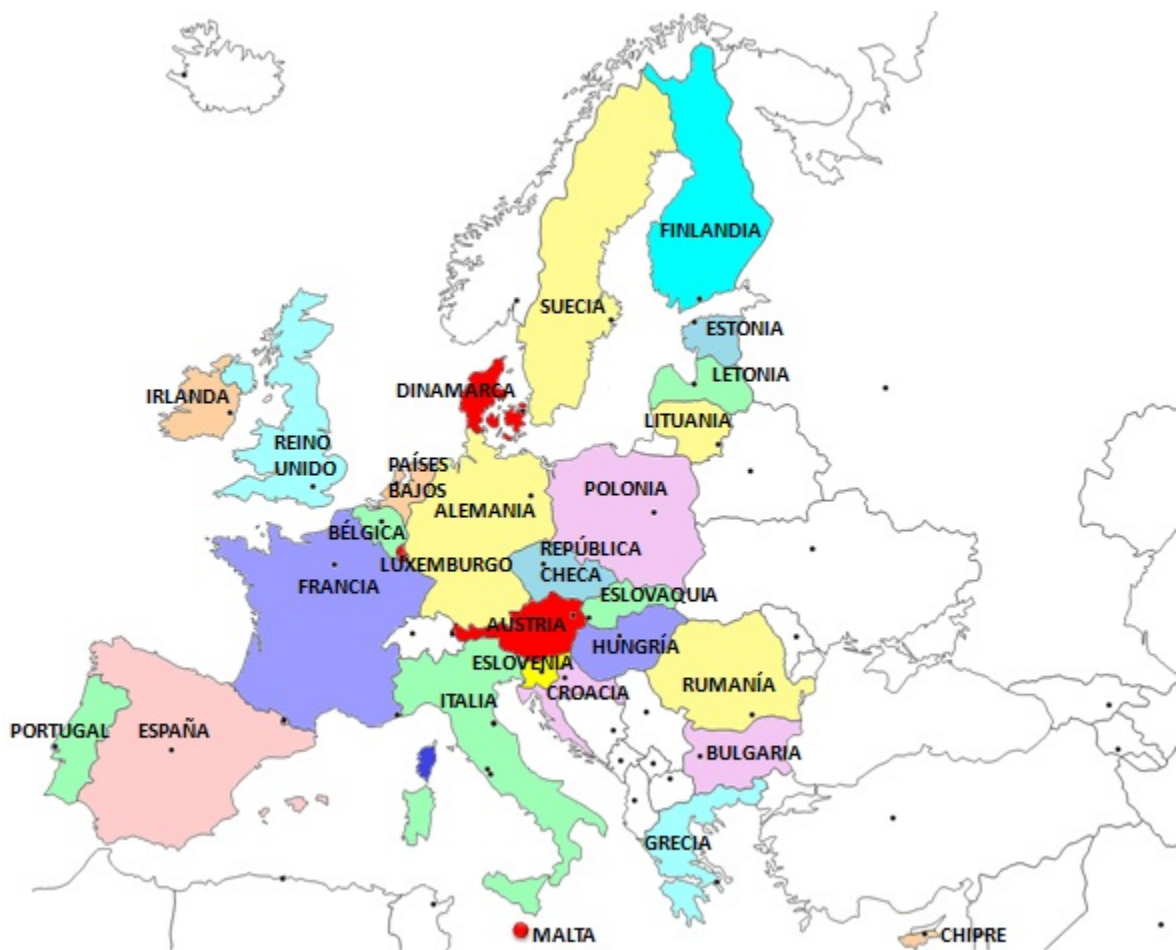 FINLANDIA
SUECIA
ESTONIA
LETONIA
DINAMARCA
IRLANDA
LITUANIA
REINO
UNIDO
PAÍSES
BAJOS
POLONIA
ALEMANIA
BÉLGICA
REPÚBLICA
CHECA
LUXEMBURGO
FRANCIA
ESLOVAQUIA
AUSTRIA
HUNGRÍA
ESLOVENIA
CROACIA
RUMANÍA
ITALIA
PORTUGAL
ESPAÑA
BULGARIA
GRECIA
MALTA
CHIPRE